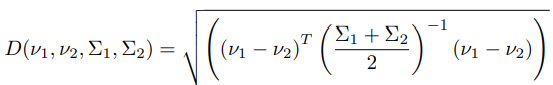 D(ν₁, ν₂, Σ₁, Σ₂) = √(((ν₁ − ν₂)ᵀ ((Σ₁ + Σ₂)/2)⁻¹ (ν₁ − ν₂)))